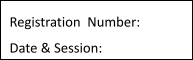 Registration  Number:
Date & Session: